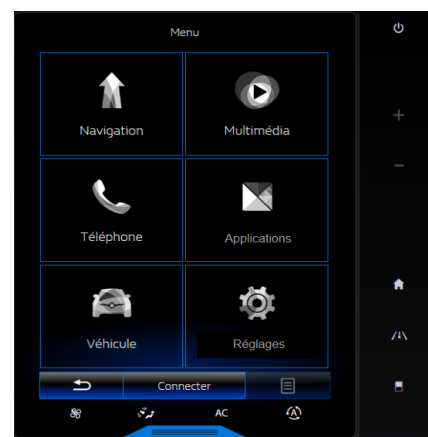 Menu
Navigation
Multimédia
Téléphone
Applications
Véhicule
Réglages
Connecter
AC
A